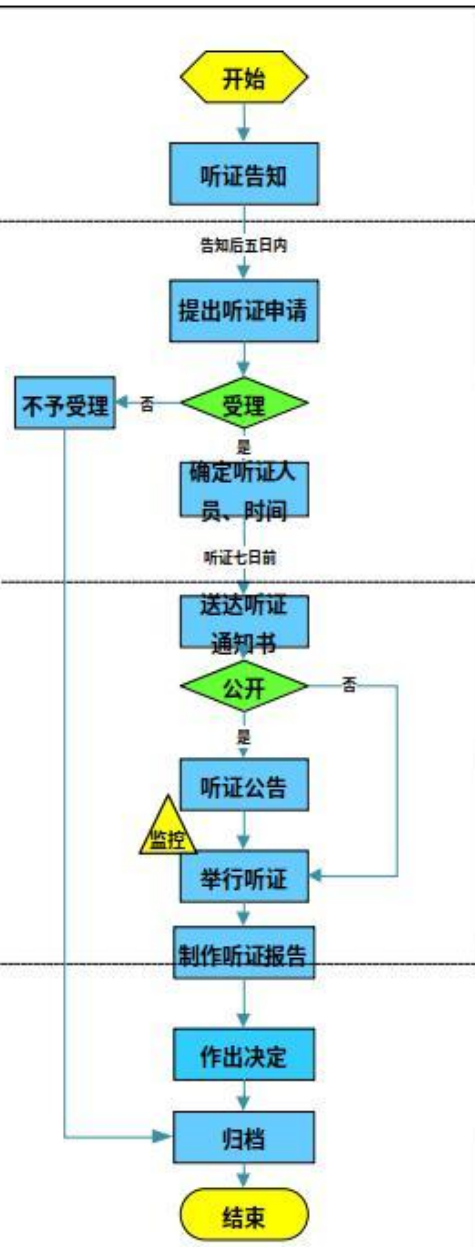 开始
听证告知
告知后五日内
提出听证申请
不予受理
否
受理
是
确定听证人
员、时间
听证七日前
送达听证
通知书
公开
否
是
听证公告
监控
举行听证
制作听证报告
作出决定
归档
结束